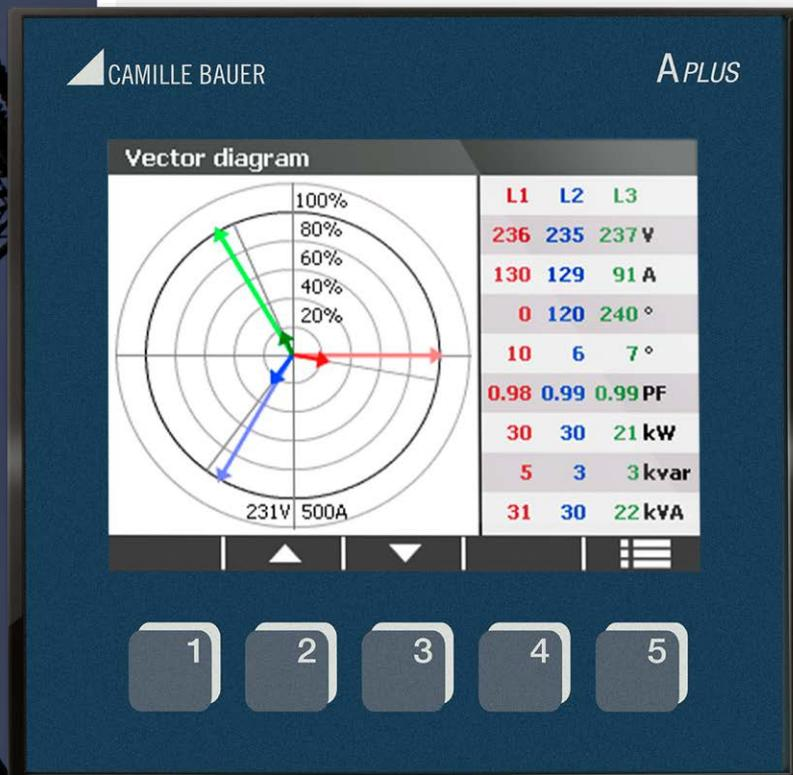 CAMILLE BAUER
A PLUS
Vector diagram
100%
80%
60%
40%
20%
231V 500A
L1 L2 L3
236 235 237 V
130 129 91 A
0 120 240 °
10 6 7 °
0.98 0.99 0.99 PF
30 30 21 kW
5 3 3 kvar
31 30 22 kVA
1 2 3 4 5